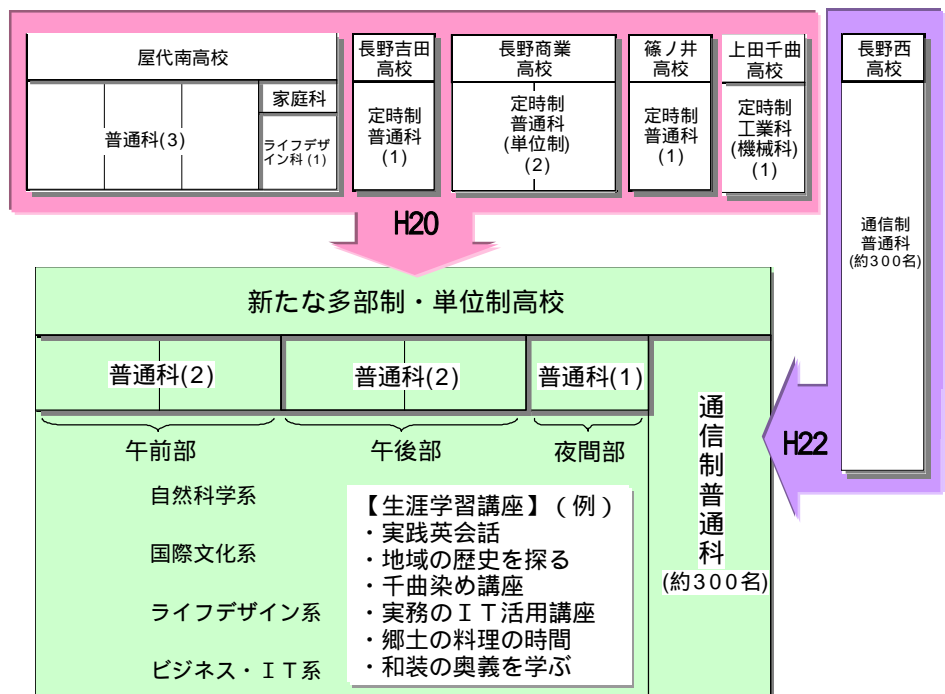 屋代南高校
普通科(3)
家庭科
ライフデザ
イン科(1)
長野吉田
高校
定時制
普通科
(1)
長野商業
高校
定時制
普通科
(単位制)
(2)
篠ノ井
高校
定時制
普通科
(1)
上田千曲
高校
定時制
工業科
(機械科)
(1)
長野西
高校
通信制
普通科
(約300名)
H20
H22
新たな多部制・単位制高校
普通科(2)
普通科(2)
普通科(1)
午前部
午後部
夜間部
通信制普通科
(約300名)
自然科学系
国際文化系
ライフデザイン系
ビジネス・ＩＴ系
【生涯学習講座】(例)
・実践英会話
・地域の歴史を探る
・千曲染め講座
・実務のＩＴ活用講座
・郷土の料理の時間
・和装の奥義を学ぶ